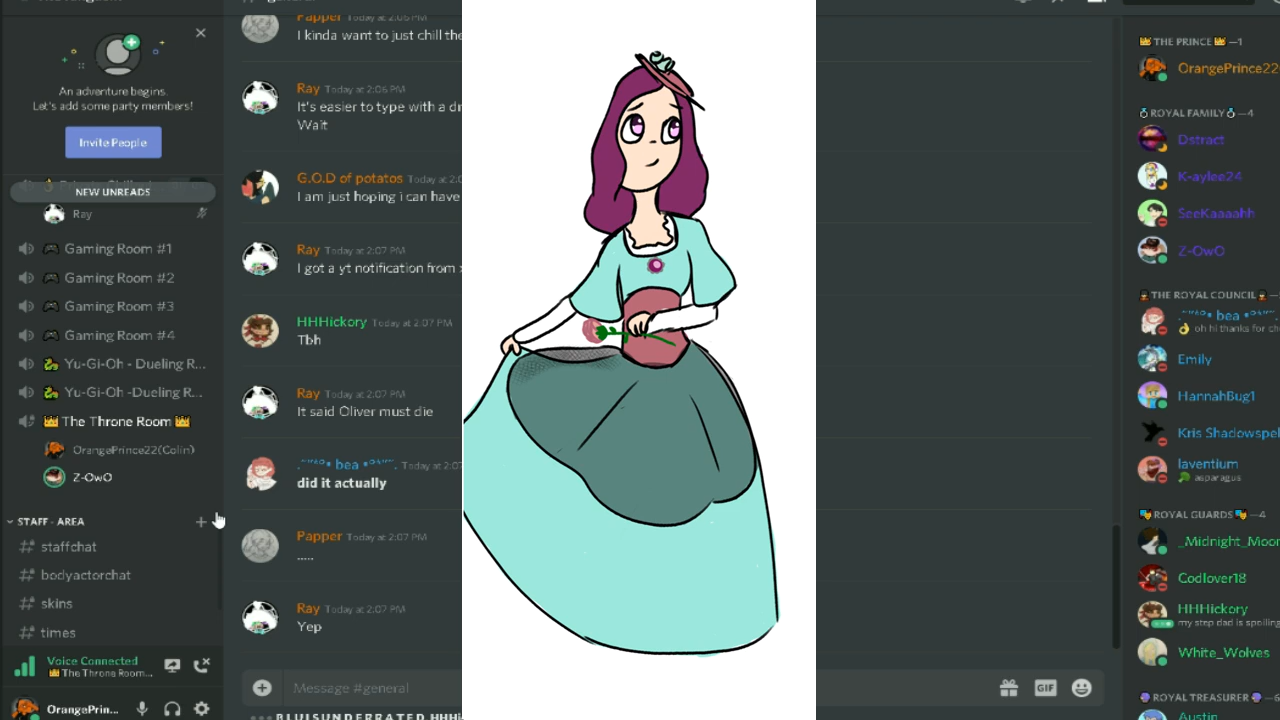 An adventure begins.
Let's add some party members!
Invite People
NEW UNREADS
Ray
Gaming Room #1
Gaming Room #2
Gaming Room #3
Gaming Room #4
Yu-Gi-Oh - Dueling R...
Yu-Gi-Oh -Dueling R...
The Throne Room
OrangePrince22(Colin)
Z-OwO
STAFF - AREA
staffchat
bodyactorchat
skins
times
Voice Connected
The Throne Room...
OrangePrin...
Papper Today at 2:06 PM
I kinda want to just chill the
Ray Today at 2:06 PM
It's easier to type with a dr
Wait
G.O.D of potatos Today at 2:0
I am just hoping i can have
Ray Today at 2:07 PM
I got a yt notification from
HHHickory Today at 2:07 PM
Tbh
Ray Today at 2:07 PM
It said Oliver must die
bea Today at 2:07
did it actually
Papper Today at 2:07 PM
.....
Ray Today at 2:07 PM
Yep
Message #general
GIF
THE PRINCE —1
OrangePrince22
ROYAL FAMILY —4
Dstract
K-aylee24
SeeKaaaahh
Z-OwO
THE ROYAL COUNCIL —
bea
oh hi thanks for ch
Emily
HannahBug1
Kris Shadowspel
laventium
asparagus
ROYAL GUARDS —4
_Midnight_Moon
Codlover18
HHHickory
my step dad is spoiling
White_Wolves
ROYAL TREASURER —6
Austin